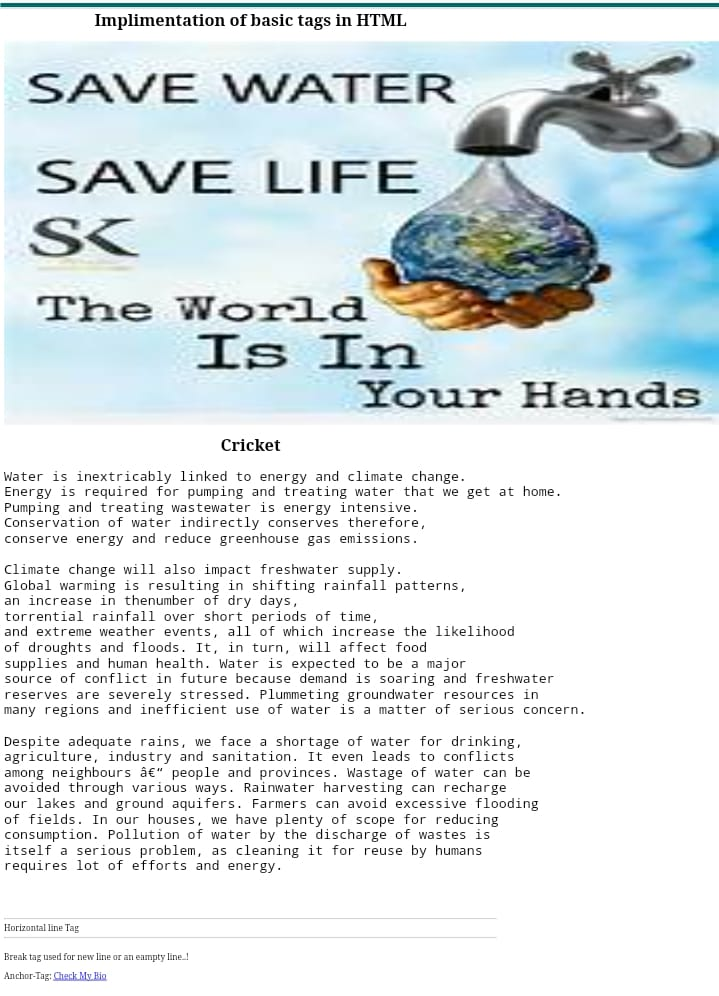 Implimentation of basic tags in HTML
SAVE WATER
SAVE LIFE
SK
The World
Is In
Your Hands
Cricket
Water is inextricably linked to energy and climate change.
Energy is required for pumping and treating water that we get at home.
Pumping and treating wastewater is energy intensive.
Conservation of water indirectly conserves therefore,
conserve energy and reduce greenhouse gas emissions.
Climate change will also impact freshwater supply.
Global warming is resulting in shifting rainfall patterns,
an increase in thenumber of dry days,
torrential rainfall over short periods of time,
and extreme weather events, all of which increase the likelihood
of droughts and floods. It, in turn, will affect food
supplies and human health. Water is expected to be a major
source of conflict in future because demand is soaring and freshwater
reserves are severely stressed. Plummeting groundwater resources in
many regions and inefficient use of water is a matter of serious concern.
Despite adequate rains, we face a shortage of water for drinking,
agriculture, industry and sanitation. It even leads to conflicts
among neighbours â€“ people and provinces. Wastage of water can be
avoided through various ways. Rainwater harvesting can recharge
our lakes and ground aquifers. Farmers can avoid excessive flooding
of fields. In our houses, we have plenty of scope for reducing
consumption. Pollution of water by the discharge of wastes is
itself a serious problem, as cleaning it for reuse by humans
requires lot of efforts and energy.
Horizontal line Tag
Break tag used for new line or an eampty line..!
Anchor-Tag: Check My Bio